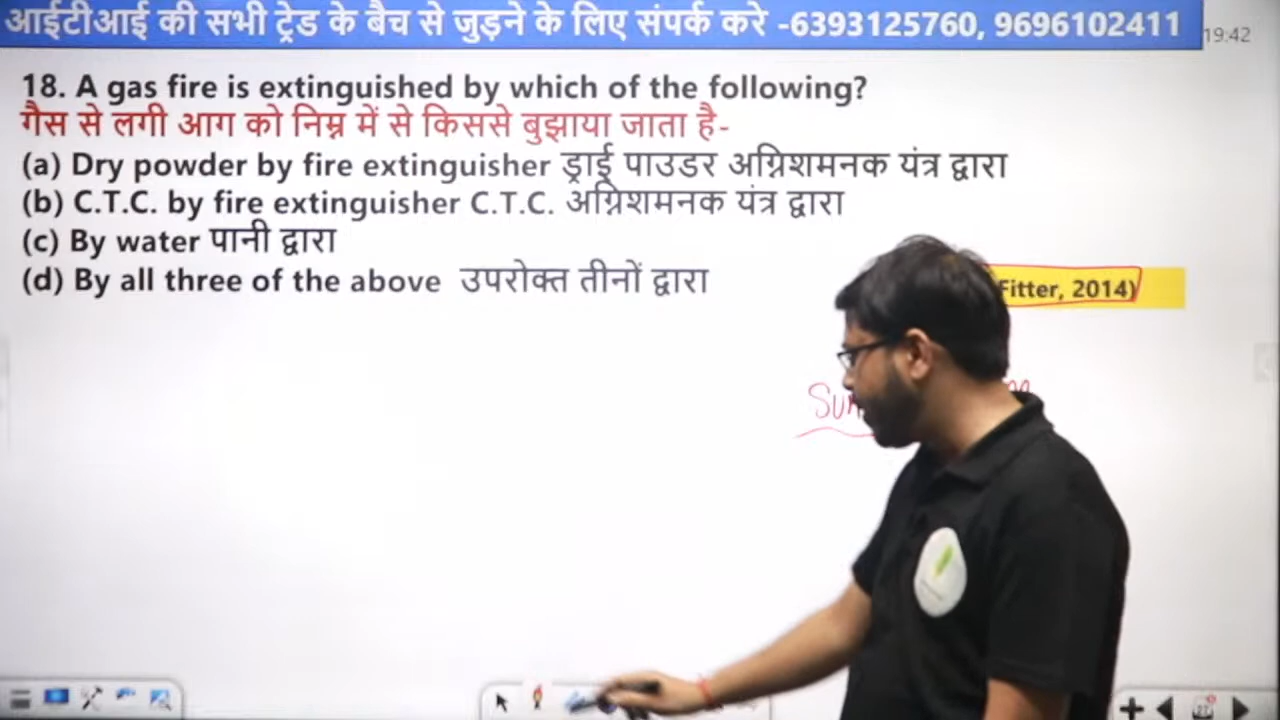 आईटीआई की सभी ट्रेड के बैच से जुड़ने के लिए संपर्क करे -6393125760, 9696102411
19:42
18. A gas fire is extinguished by which of the following?
गैस से लगी आग को निम्न में से किससे बुझाया जाता है-
(a) Dry powder by fire extinguisher ड्राई पाउडर अग्निशमनक यंत्र द्वारा
(b) C.T.C. by fire extinguisher C.T.C. अग्निशमनक यंत्र द्वारा
(c) By water पानी द्वारा
(d) By all three of the above उपरोक्त तीनों द्वारा
Fitter, 2014)